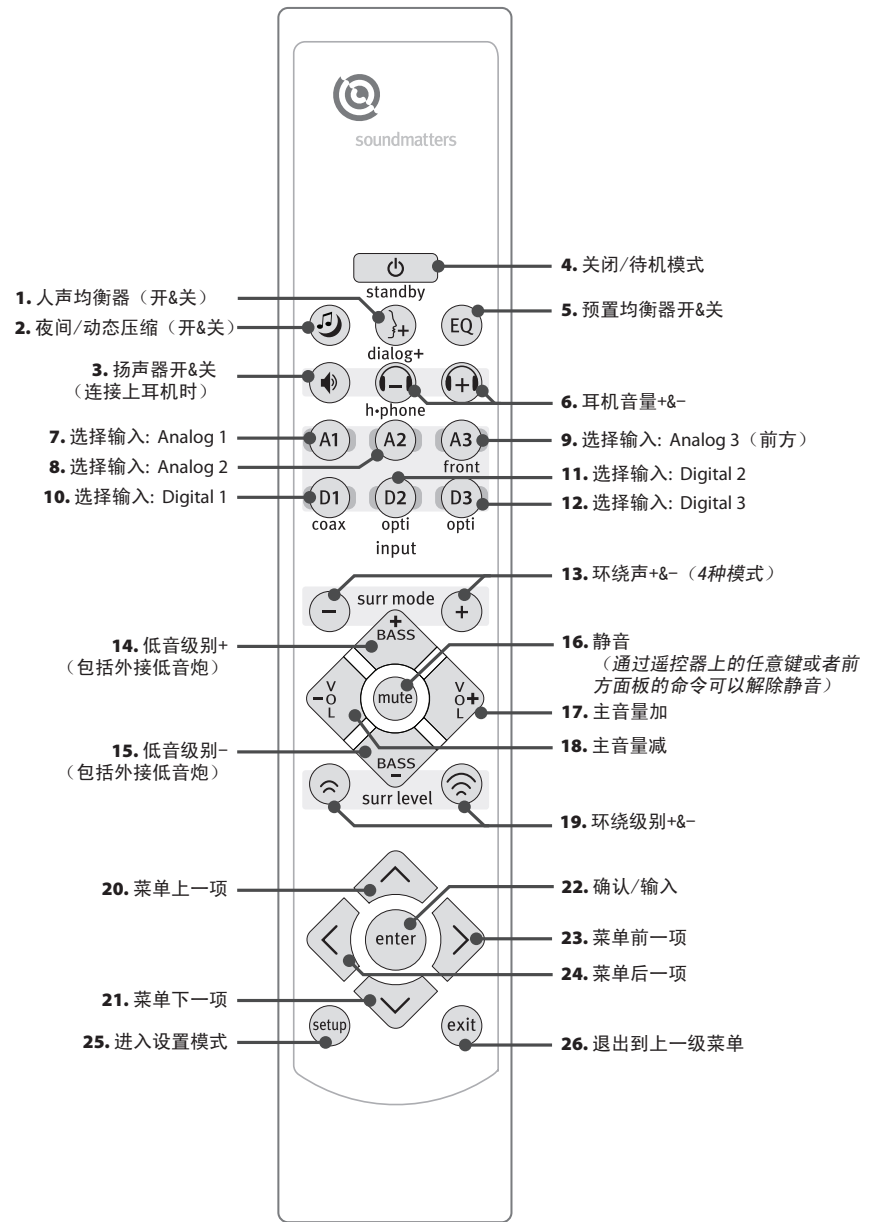 soundmatters
4. 关闭/待机模式
standby
1. 人声均衡器（开&关）
5. 预置均衡器开&关
2. 夜间/动态压缩（开&关）
+
EQ
dialog+
3. 扬声器开&关
（连接上耳机时）
−
+
6. 耳机音量+&−
h•phone
7. 选择输入: Analog 1
A1
A2
A3
9. 选择输入: Analog 3（前方）
8. 选择输入: Analog 2
front
11. 选择输入: Digital 2
10. 选择输入: Digital 1
D1
D2
D3
12. 选择输入: Digital 3
coax
opti
opti
input
13. 环绕声+&−（4种模式）
−
surr mode
+
+
BASS
14. 低音级别+
（包括外接低音炮）
16. 静音
（通过遥控器上的任意键或者前
方面板的命令可以解除静音）
− VOL
mute
VOL +
17. 主音量加
18. 主音量减
15. 低音级别−
（包括外接低音炮）
BASS
−
surr level
19. 环绕级别+&−
20. 菜单上一项
22. 确认/输入
enter
23. 菜单前一项
24. 菜单后一项
21. 菜单下一项
setup
exit
25. 进入设置模式
26. 退出到上一级菜单